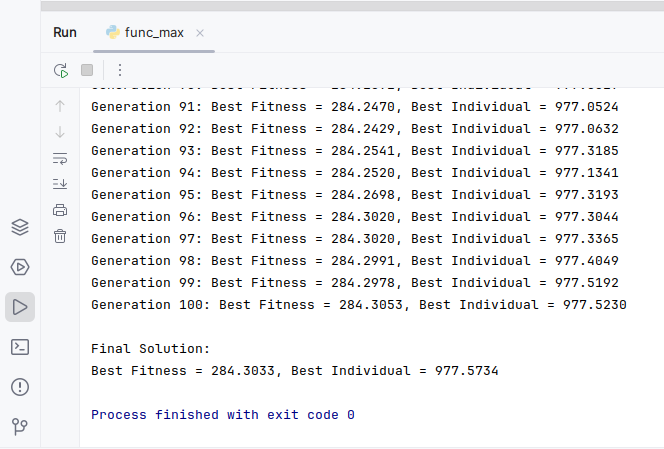 Run
func_max
Generation 91: Best Fitness = 284.2470, Best Individual = 977.0524
Generation 92: Best Fitness = 284.2429, Best Individual = 977.0632
Generation 93: Best Fitness = 284.2541, Best Individual = 977.3185
Generation 94: Best Fitness = 284.2520, Best Individual = 977.1341
Generation 95: Best Fitness = 284.2698, Best Individual = 977.3193
Generation 96: Best Fitness = 284.3020, Best Individual = 977.3044
Generation 97: Best Fitness = 284.3020, Best Individual = 977.3365
Generation 98: Best Fitness = 284.2991, Best Individual = 977.4049
Generation 99: Best Fitness = 284.2978, Best Individual = 977.5192
Generation 100: Best Fitness = 284.3053, Best Individual = 977.5230
Final Solution:
Best Fitness = 284.3033, Best Individual = 977.5734
Process finished with exit code 0